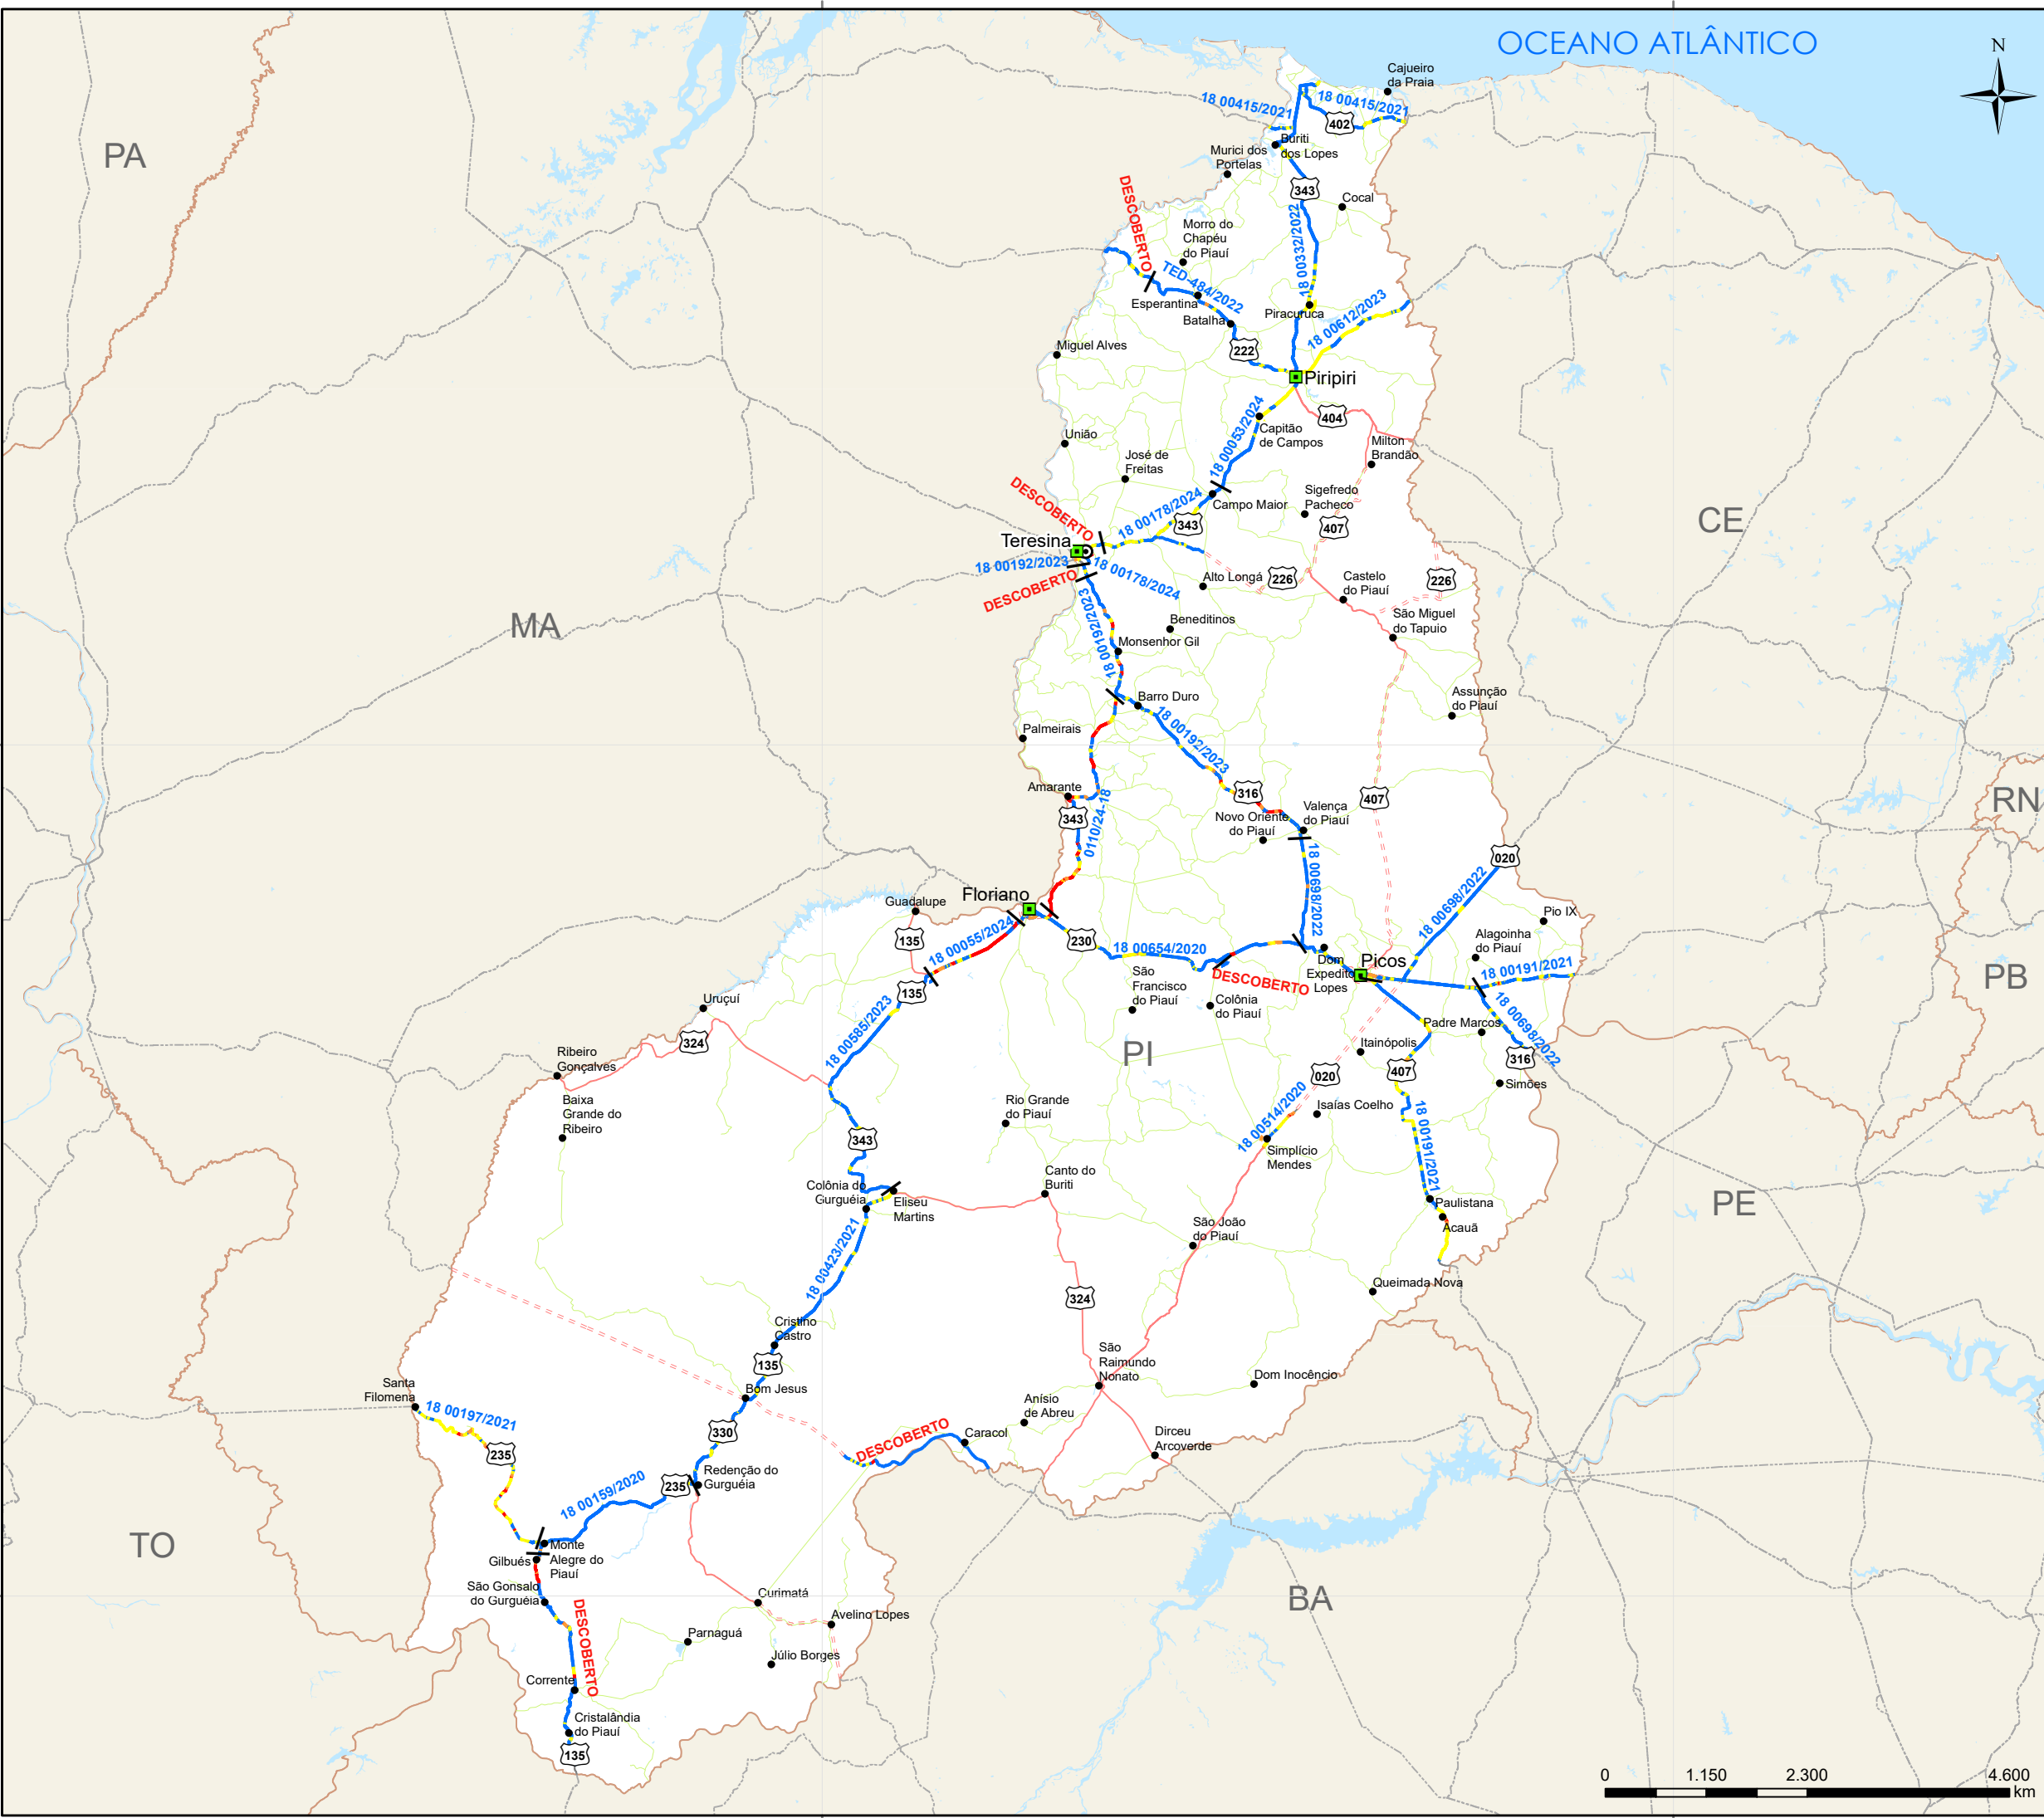 OCEANO ATLÂNTICO
N
Cajueiro
da Praia
18 00415/2021
18 00415/2021
402
PA
Buriti
dos Lopes
Murici dos
Portelas
343
Cocal
DESCOBERTO
Morro do
Chapéu
do Piauí
18 00332/2022
TED-484/2022
Esperantina
Piracuruca
18 00612/2023
Batalha
222
Miguel Alves
Piripiri
404
Capitão
de Campos
18 00053/2024
União
Milton
Brandão
José de
Freitas
DESCOBERTO
Sigefredo
Pacheco
Campo Maior
18 00178/2024
343
407
CE
Teresina
18 00192/2023
18 00178/2024
DESCOBERTO
Alto Longá
226
Castelo
do Piauí
226
MA
18 00192/2023
Beneditinos
São Miguel
do Tapuio
Monsenhor Gil
Barro Duro
Assunção
do Piauí
18 00192/2023
Palmeirais
Amarante
316
407
RN
343
0110/24-18
Novo Oriente
do Piauí
Valença
do Piauí
18 00698/2022
020
18 00698/2022
Floriano
Guadalupe
135
18 00055/2024
230
18 00654/2020
Pio IX
Alagoinha
do Piauí
Dom
Expedito
Lopes
Picos
18 00191/2021
DESCOBERTO
PB
135
São
Francisco
do Piauí
Colônia
do Piauí
Uruçuí
18 00585/2023
324
Padre Marcos
18 00698/2022
316
PI
Itainópolis
Ribeiro
Gonçalves
020
407
Simões
Baixa
Grande do
Ribeiro
Rio Grande
do Piauí
18 00514/2020
Isaías Coelho
18 00191/2021
343
Simplício
Mendes
Colônia do
Gurguéia
Eliseu
Martins
Canto do
Buriti
Paulistana
Acauã
PE
18 00423/2021
São João
do Piauí
Queimada Nova
324
Cristino
Castro
135
São
Raimundo
Nonato
Santa
Filomena
Bom Jesus
Dom Inocêncio
18 00197/2021
Anísio
de Abreu
330
DESCOBERTO
Caracol
Dirceu
Arcoverde
235
Redenção do
Gurguéia
235
18 00159/2020
TO
Monte
Alegre do
Piauí
Gilbués
São Gonsalo
do Gurguéia
Curimatá
BA
Avelino Lopes
DESCOBERTO
Parnaguá
Júlio Borges
Corrente
Cristalândia
do Piauí
135
0 1.150 2.300 4.600
km